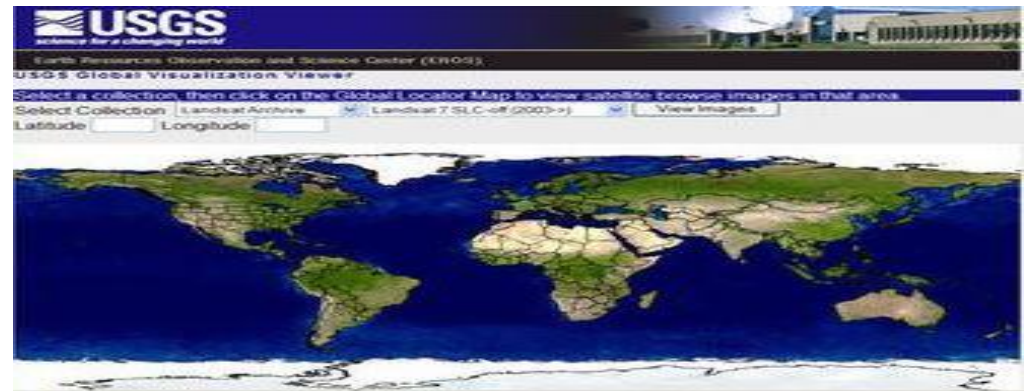 USGS
science for a changing world
Earth Resources Observation and Science Center (EROS)
USGS Global Visualization Viewer
Select a collection, then click on the Global Locator Map to view satellite browse images in that area
Select Collection Landsat Archive Landsat 7 SLC-off (2003->) View Images
Latitude Longitude